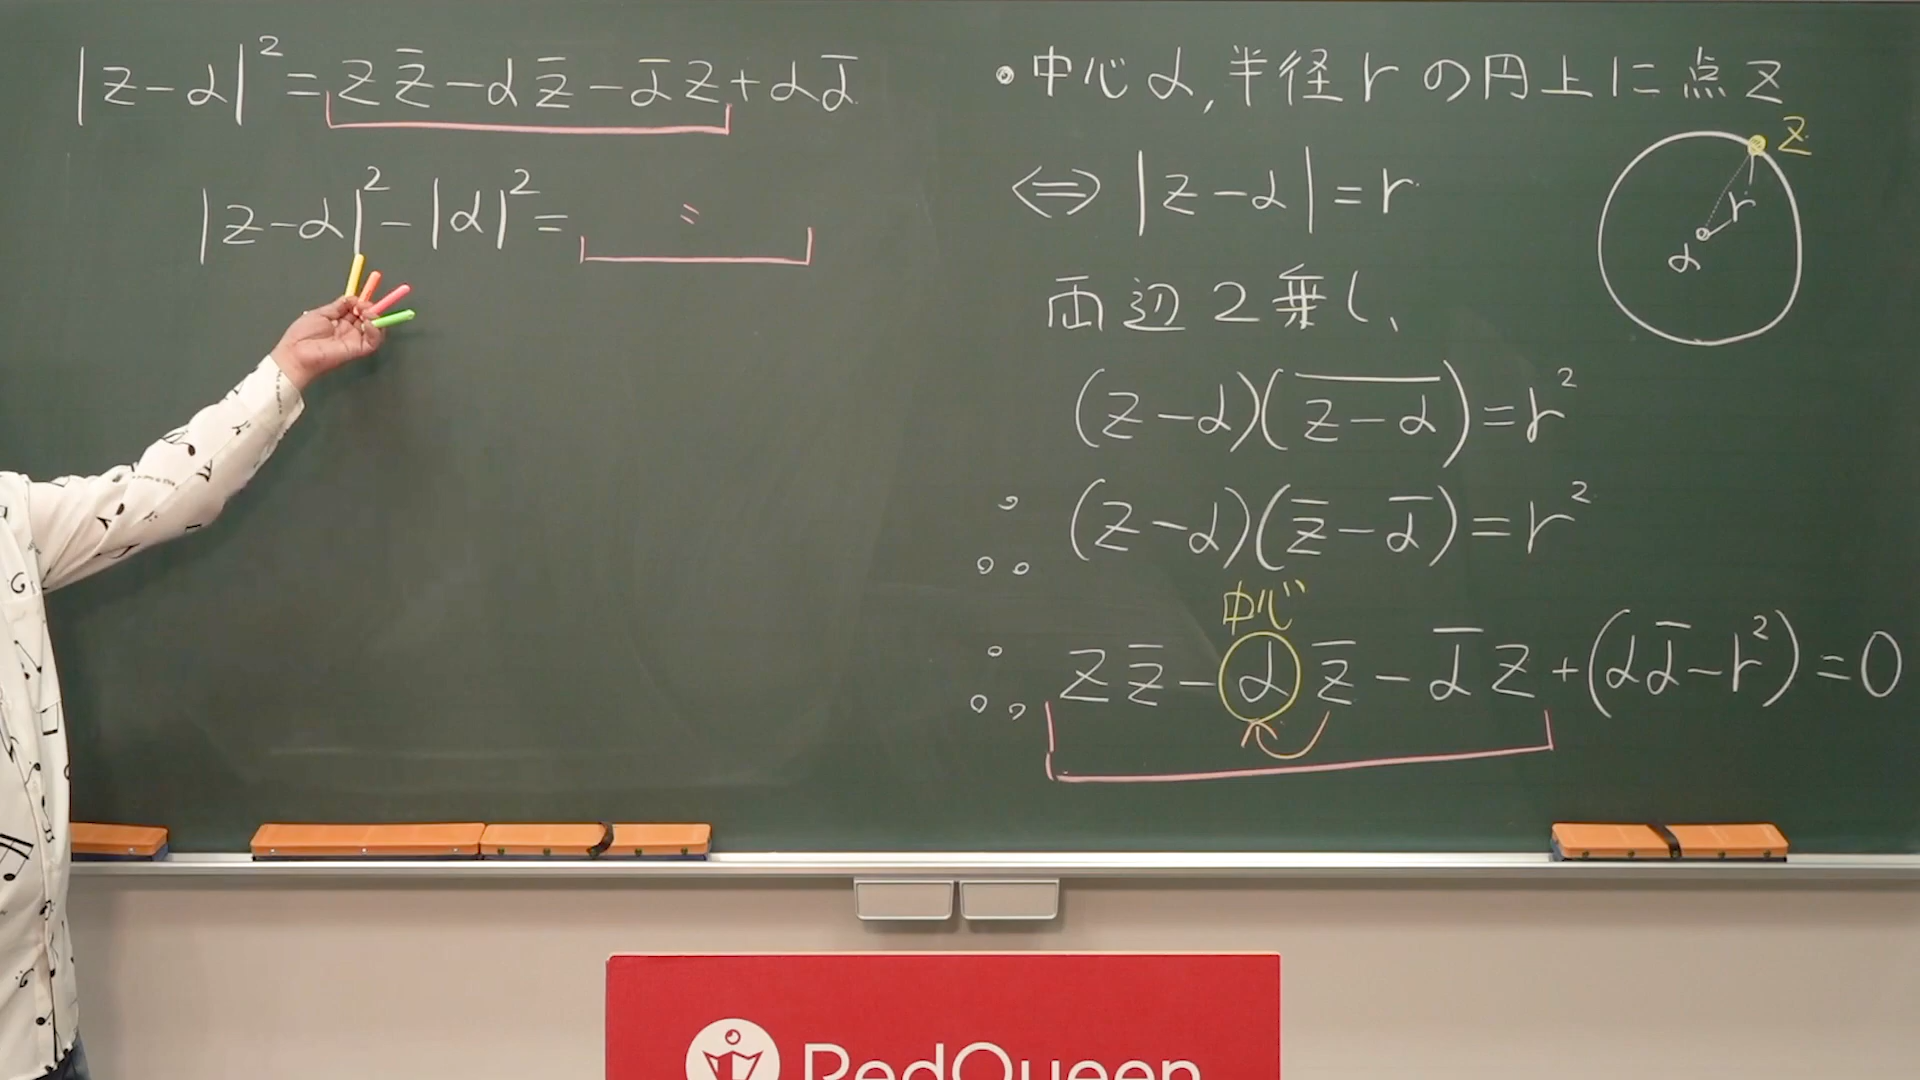 |z-α|²=zz̄-αz̄-ᾱz+αᾱ
|z-α|²-|α|²= 〃
・中心α,半径rの円上に点z
⇔|z-α|=r
両辺2乗し、
(z-α)(\overline{z-α})=r²
∴(z-α)(z̄-ᾱ)=r²
中心
∴zz̄-αz̄-ᾱz+(αᾱ-r²)=0
z
r
α
RedQueen